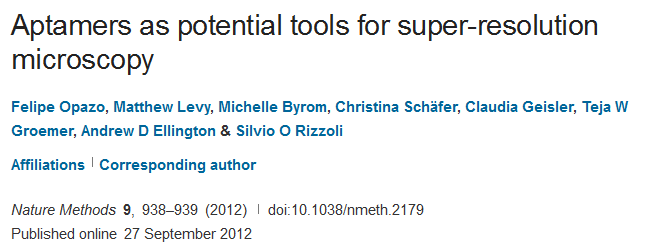 Aptamers as potential tools for super-resolution
microscopy
Felipe Opazo, Matthew Levy, Michelle Byrom, Christina Schäfer, Claudia Geisler, Teja W
Groemer, Andrew D Ellington & Silvio O Rizzoli
Affiliations | Corresponding author
Nature Methods 9, 938–939 (2012) | doi:10.1038/nmeth.2179
Published online 27 September 2012